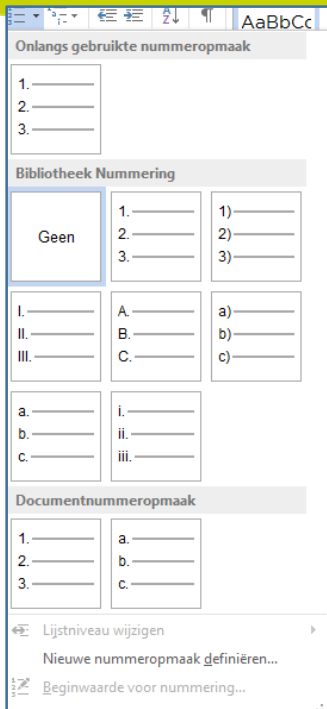 AaBbCc
Onlangs gebruikte nummeropmaak
1.
2.
3.
Bibliotheek Nummering
Geen
1.
2.
3.
1)
2)
3)
I.
II.
III.
A.
B.
C.
a)
b)
c)
a.
b.
c.
i.
ii.
iii.
Documentnummeropmaak
1.
2.
3.
a.
b.
c.
Lijstniveau wijzigen
Nieuwe nummeropmaak definiëren...
Beginwaarde voor nummering...